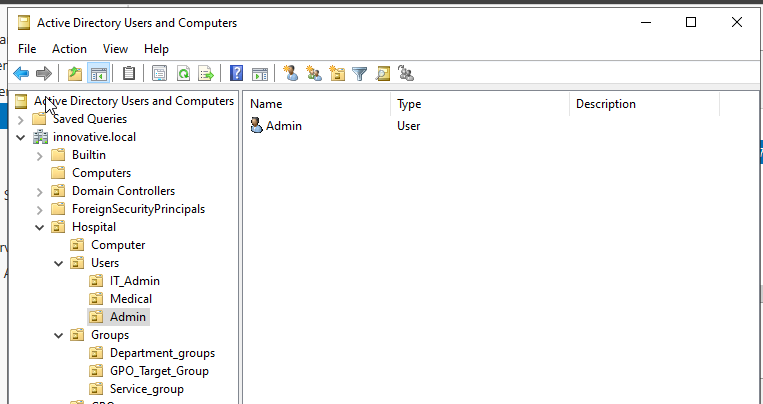 Active Directory Users and Computers
File Action View Help
Active Directory Users and Computers
Saved Queries
innovative.local
Builtin
Computers
Domain Controllers
ForeignSecurityPrincipals
Hospital
Computer
Users
IT_Admin
Medical
Admin
Groups
Department_groups
GPO_Target_Group
Service_group
Name Type Description
Admin User